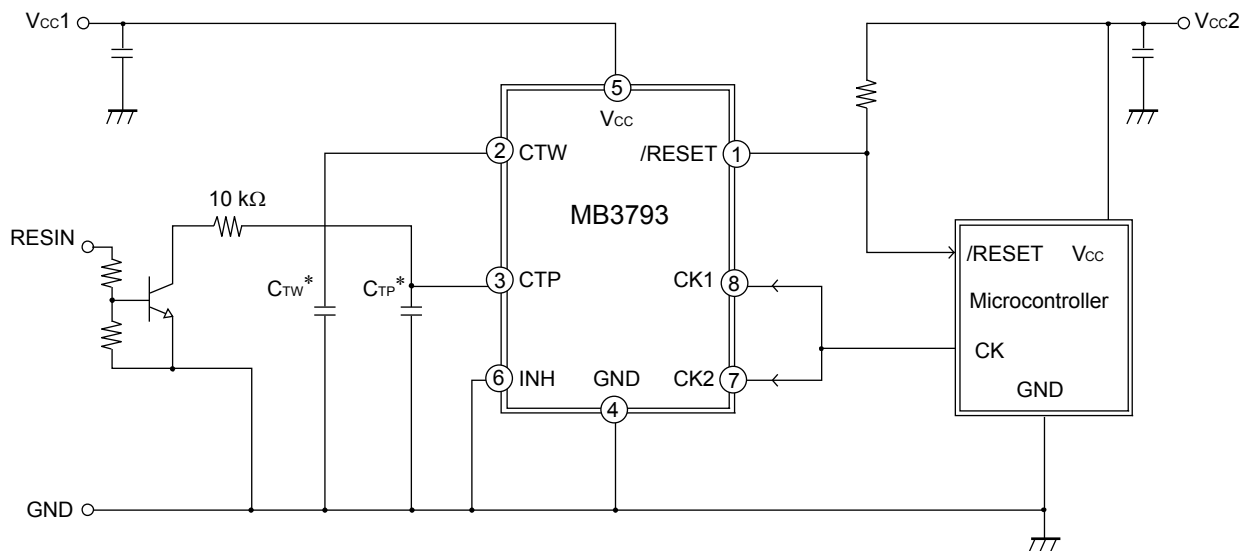 Vcc1
Vcc2
5
Vcc
2 CTW
/RESET 1
10 kΩ
MB3793
RESIN
/RESET Vcc
3 CTP
CTW*
CTP*
CK1 8
Microcontroller
CK
6 INH
GND
CK2 7
4
GND
GND